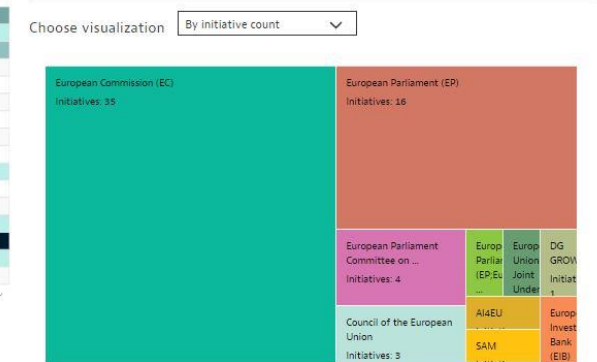 Choose visualization
By initiative count
European Commission (EC)
Initiatives: 35
European Parliament (EP)
Initiatives: 16
European Parliament
Committee on ...
Initiatives: 4
Europ
Parliar
(EP;Eu
...
Europ
Union
Joint
Under
DG
GROW
Initiat
1
Council of the European
Union
Initiatives: 3
AI4EU
SAM
Europ
Invest
Bank
(EIB)